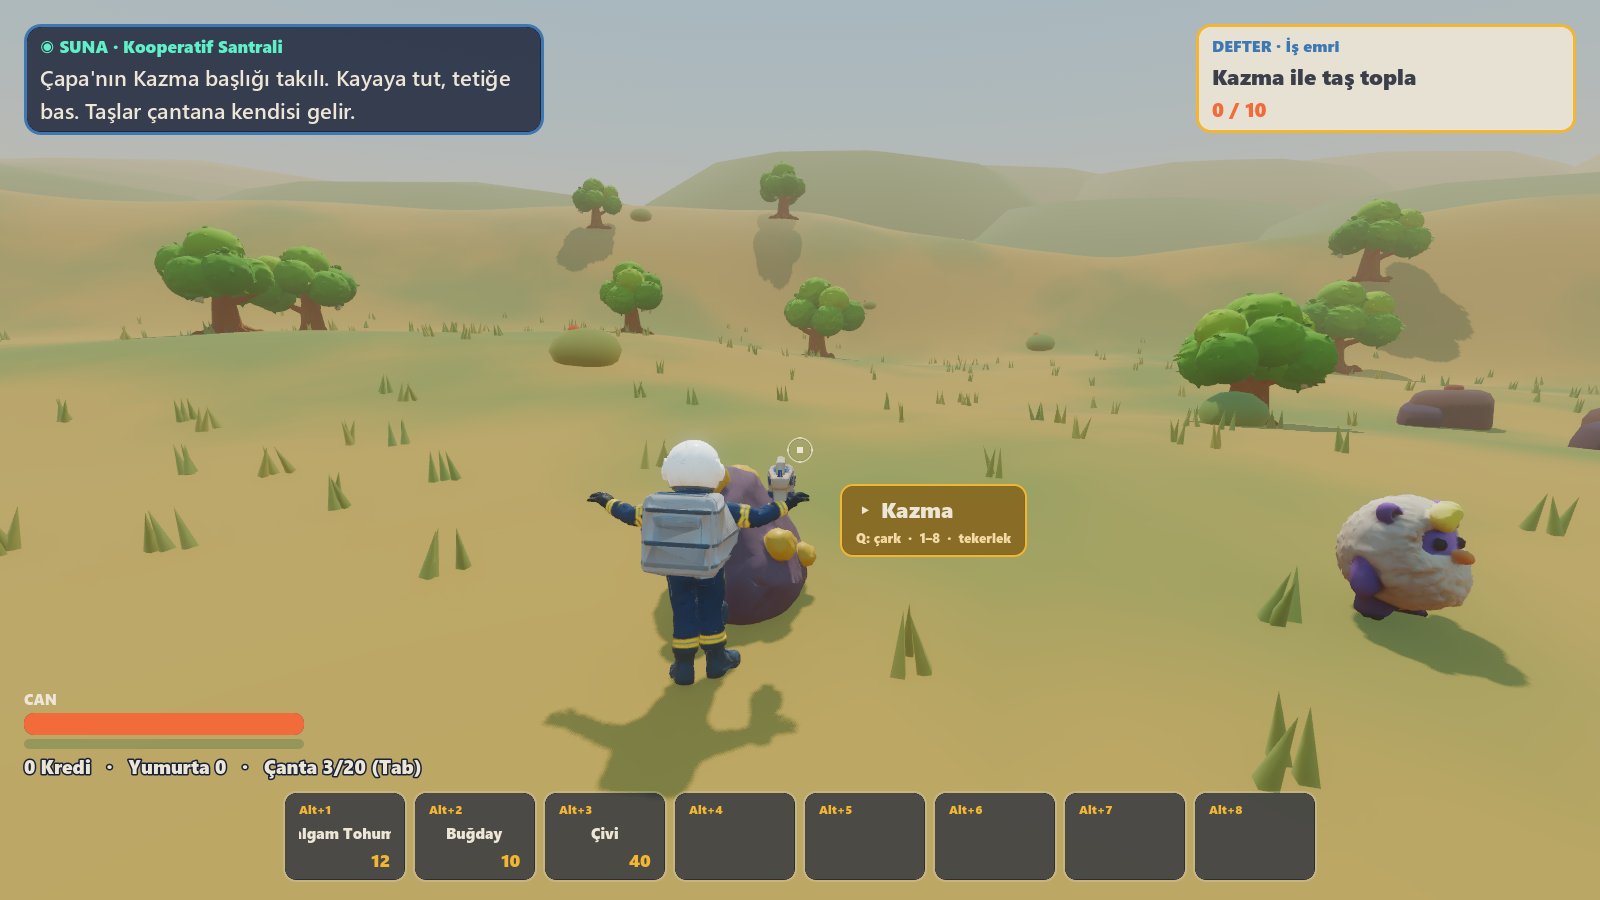 ◉ SUNA · Kooperatif Santrali
Çapa'nın Kazma başlığı takılı. Kayaya tut, tetiğe
bas. Taşlar çantana kendisi gelir.
DEFTER · İş emri
Kazma ile taş topla
0 / 10
▸ Kazma
Q: çark · 1–8 · tekerlek
CAN
0 Kredi · Yumurta 0 · Çanta 3/20 (Tab)
Alt+1 Alt+2 Alt+3 Alt+4 Alt+5 Alt+6 Alt+7 Alt+8
lgam Tohum Buğday Çivi
12 10 40